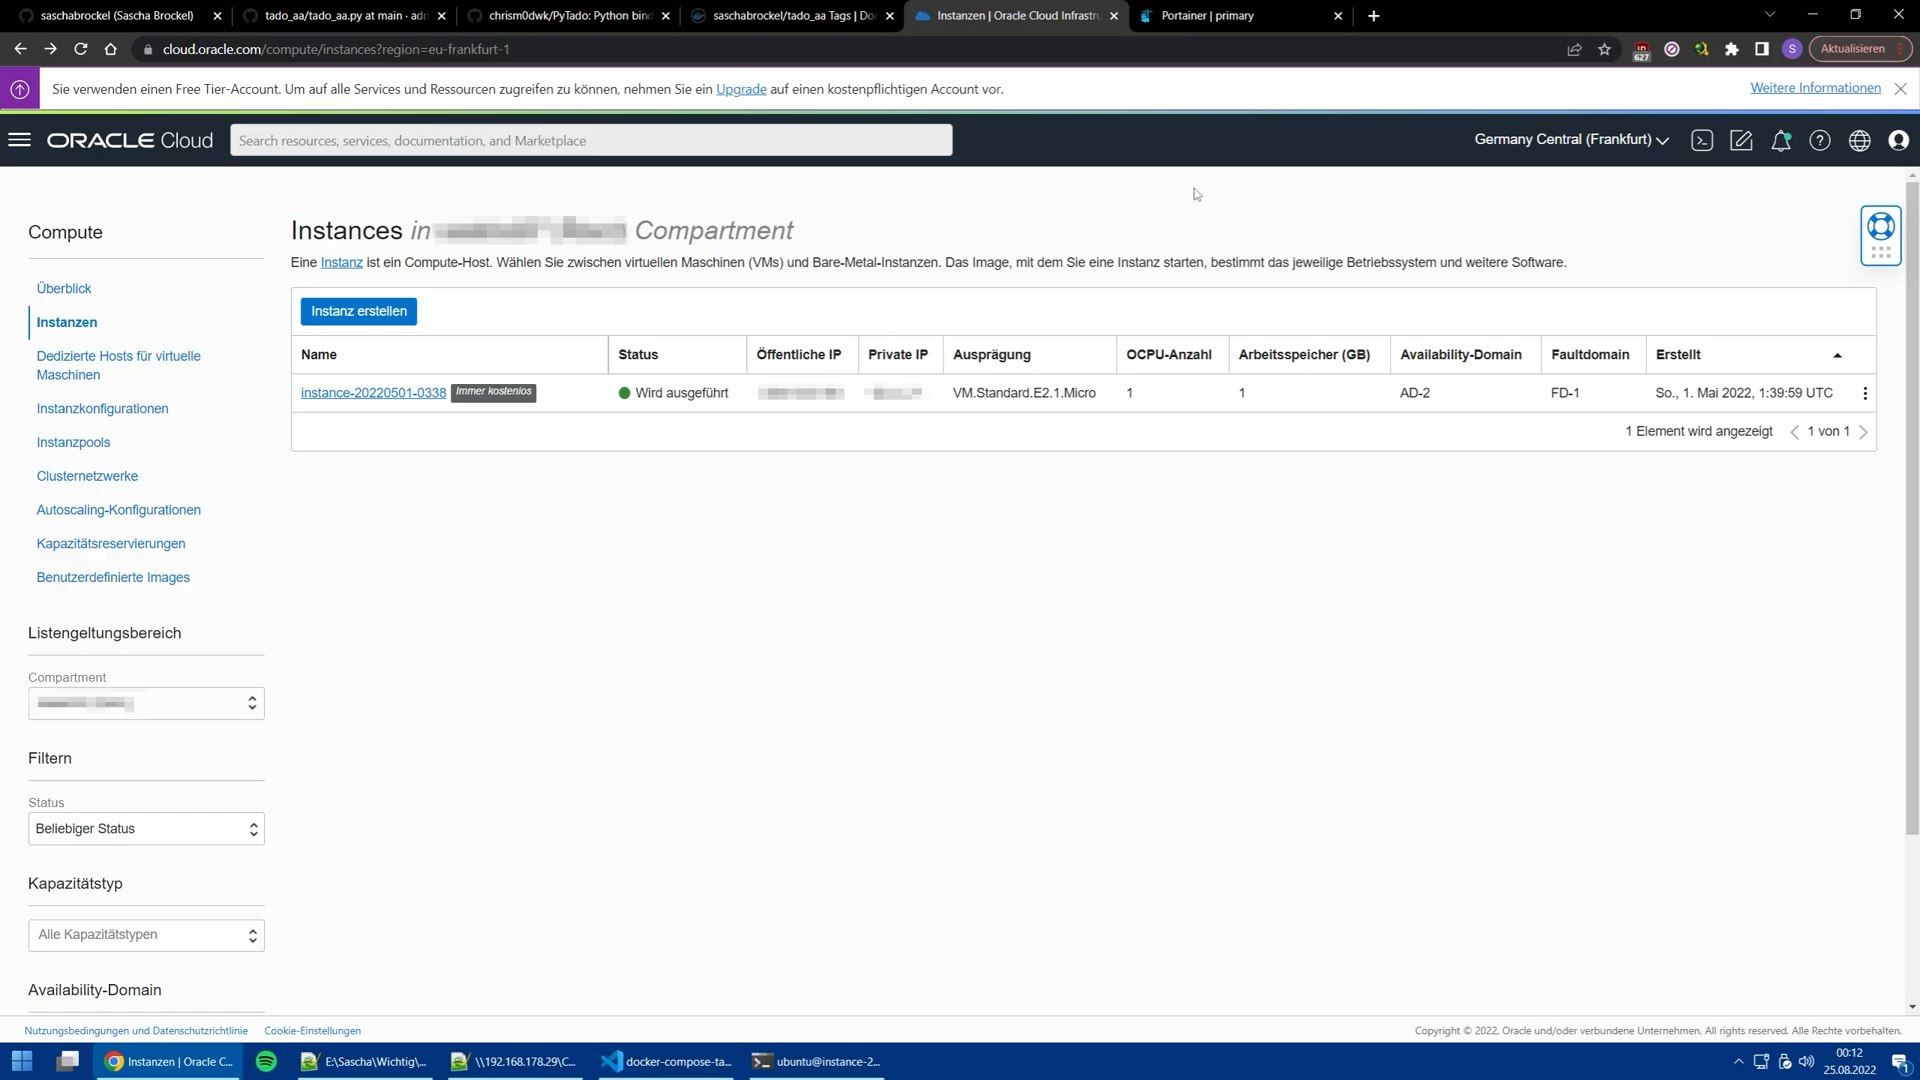 saschabrockel (Sascha Brockel)
tado_aa/tado_aa.py at main · adr
chrism0dwk/PyTado: Python bind
saschabrockel/tado_aa Tags | Do
Instanzen | Oracle Cloud Infrastru
Portainer | primary
cloud.oracle.com/compute/instances?region=eu-frankfurt-1
627
S
Aktualisieren
Sie verwenden einen Free Tier-Account. Um auf alle Services und Ressourcen zugreifen zu können, nehmen Sie ein Upgrade auf einen kostenpflichtigen Account vor.
Weitere Informationen
ORACLE Cloud
Search resources, services, documentation, and Marketplace
Germany Central (Frankfurt)
Compute
Überblick
Instanzen
Dedizierte Hosts für virtuelle
Maschinen
Instanzkonfigurationen
Instanzpools
Clusternetzwerke
Autoscaling-Konfigurationen
Kapazitätsreservierungen
Benutzerdefinierte Images
Listengeltungsbereich
Compartment
Filtern
Status
Beliebiger Status
Kapazitätstyp
Alle Kapazitätstypen
Availability-Domain
Instances in Compartment
Eine Instanz ist ein Compute-Host. Wählen Sie zwischen virtuellen Maschinen (VMs) und Bare-Metal-Instanzen. Das Image, mit dem Sie eine Instanz starten, bestimmt das jeweilige Betriebssystem und weitere Software.
Instanz erstellen
Name Status Öffentliche IP Private IP Ausprägung OCPU-Anzahl Arbeitsspeicher (GB) Availability-Domain Faultdomain Erstellt
instance-20220501-0338 Immer kostenlos Wird ausgeführt VM.Standard.E2.1.Micro 1 1 AD-2 FD-1 So., 1. Mai 2022, 1:39:59 UTC
1 Element wird angezeigt 1 von 1
Nutzungsbedingungen und Datenschutzrichtlinie Cookie-Einstellungen
Copyright © 2022, Oracle und/oder verbundene Unternehmen. All rights reserved. Alle Rechte vorbehalten.
Instanzen | Oracle C...
E:\Sascha\Wichtig\...
\\192.168.178.29\C...
docker-compose-ta...
ubuntu@instance-2...
00:12
25.08.2022
1